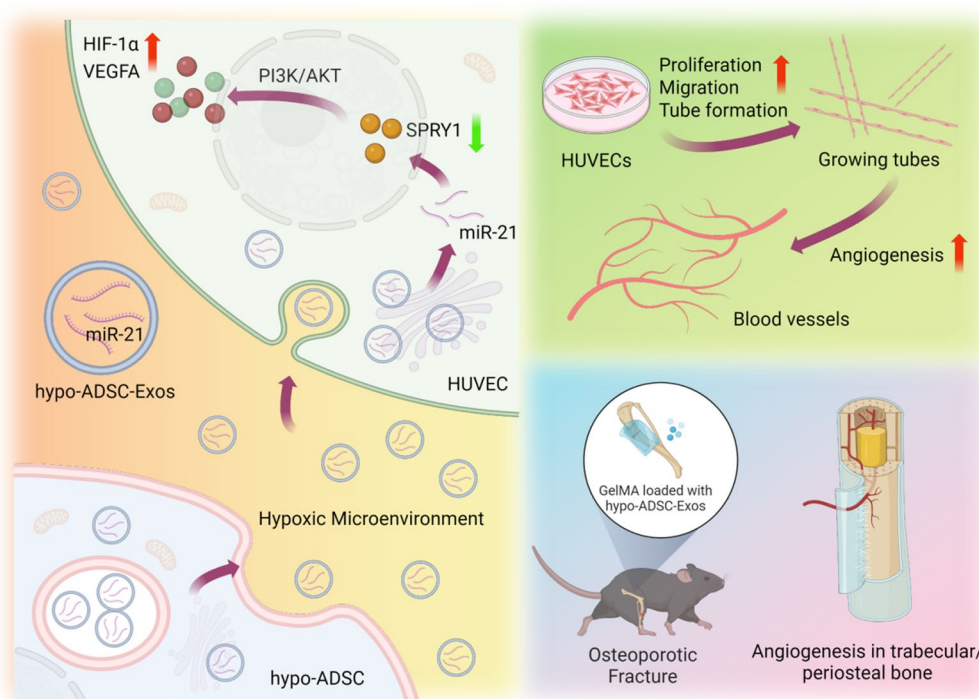 HIF-1α
VEGFA
PI3K/AKT
SPRY1
miR-21
miR-21
hypo-ADSC-Exos
HUVEC
Hypoxic Microenvironment
hypo-ADSC
Proliferation
Migration
Tube formation
HUVECs
Growing tubes
Angiogenesis
Blood vessels
GelMA loaded with
hypo-ADSC-Exos
Osteoporotic
Fracture
Angiogenesis in trabecular/
periosteal bone